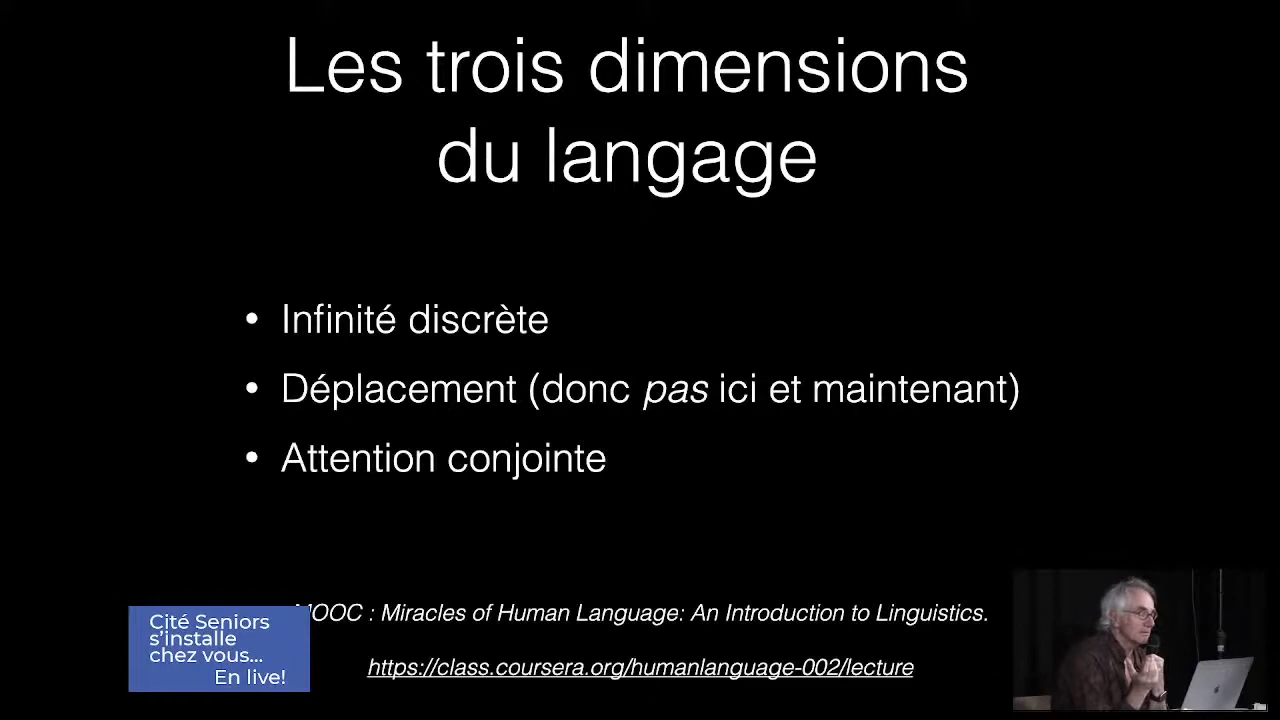 Les trois dimensions
du langage
• Infinité discrète
• Déplacement (donc pas ici et maintenant)
• Attention conjointe
MOOC : Miracles of Human Language: An Introduction to Linguistics.
https://class.coursera.org/humanlanguage-002/lecture
Cité Seniors
s'installe
chez vous...
En live!